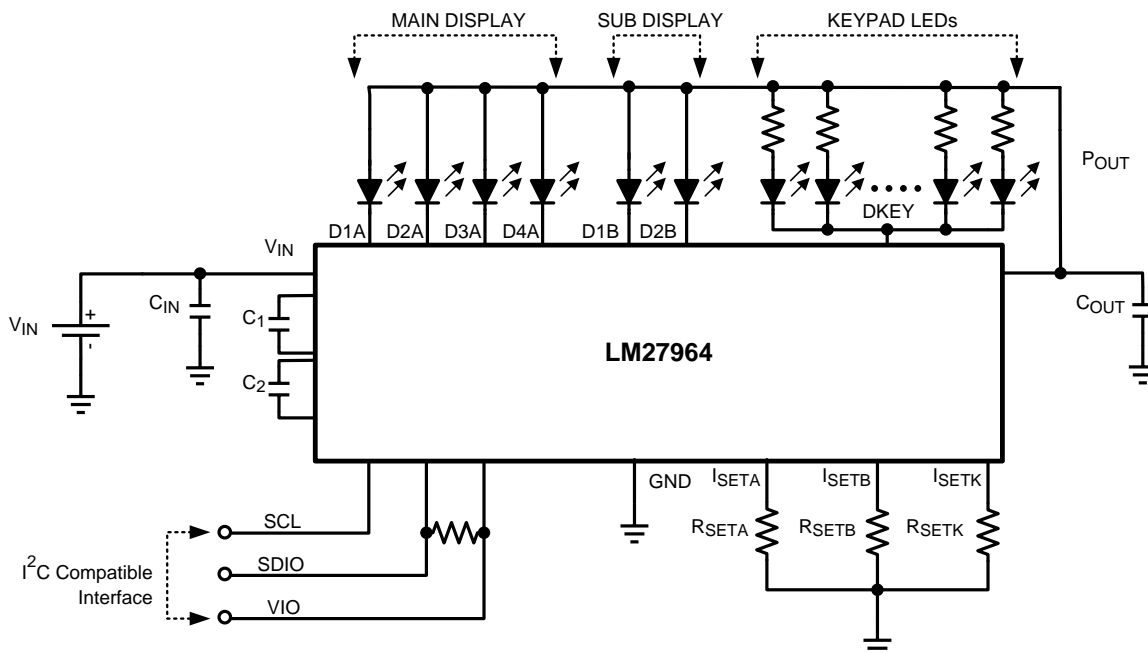 MAIN DISPLAY
SUB DISPLAY
KEYPAD LEDs
POUT
DKEY
D1A
D2A
D3A
D4A
D1B
D2B
VIN
VIN
+
-
CIN
C1
C2
COUT
LM27964
GND
ISETA
ISETB
ISETK
RSETA
RSETB
RSETK
SCL
SDIO
VIO
I2C Compatible
Interface